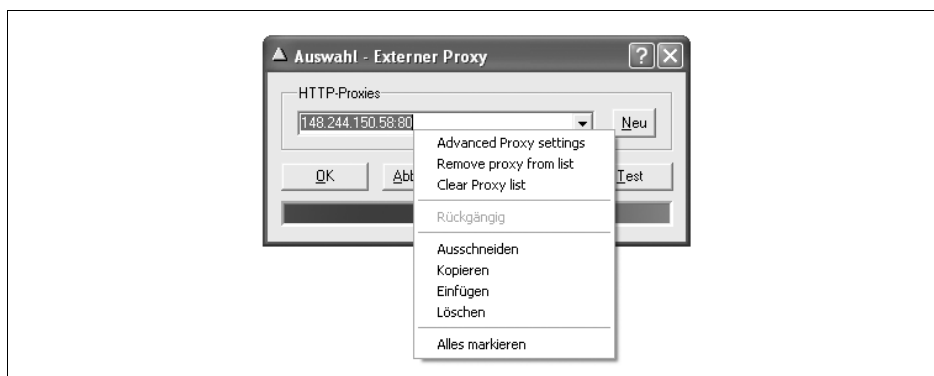 Auswahl - Externer Proxy
HTTP-Proxies
148.244.150.58:80
Neu
Advanced Proxy settings
Remove proxy from list
Clear Proxy list
OK
Test
Rückgängig
Ausschneiden
Kopieren
Einfügen
Löschen
Alles markieren